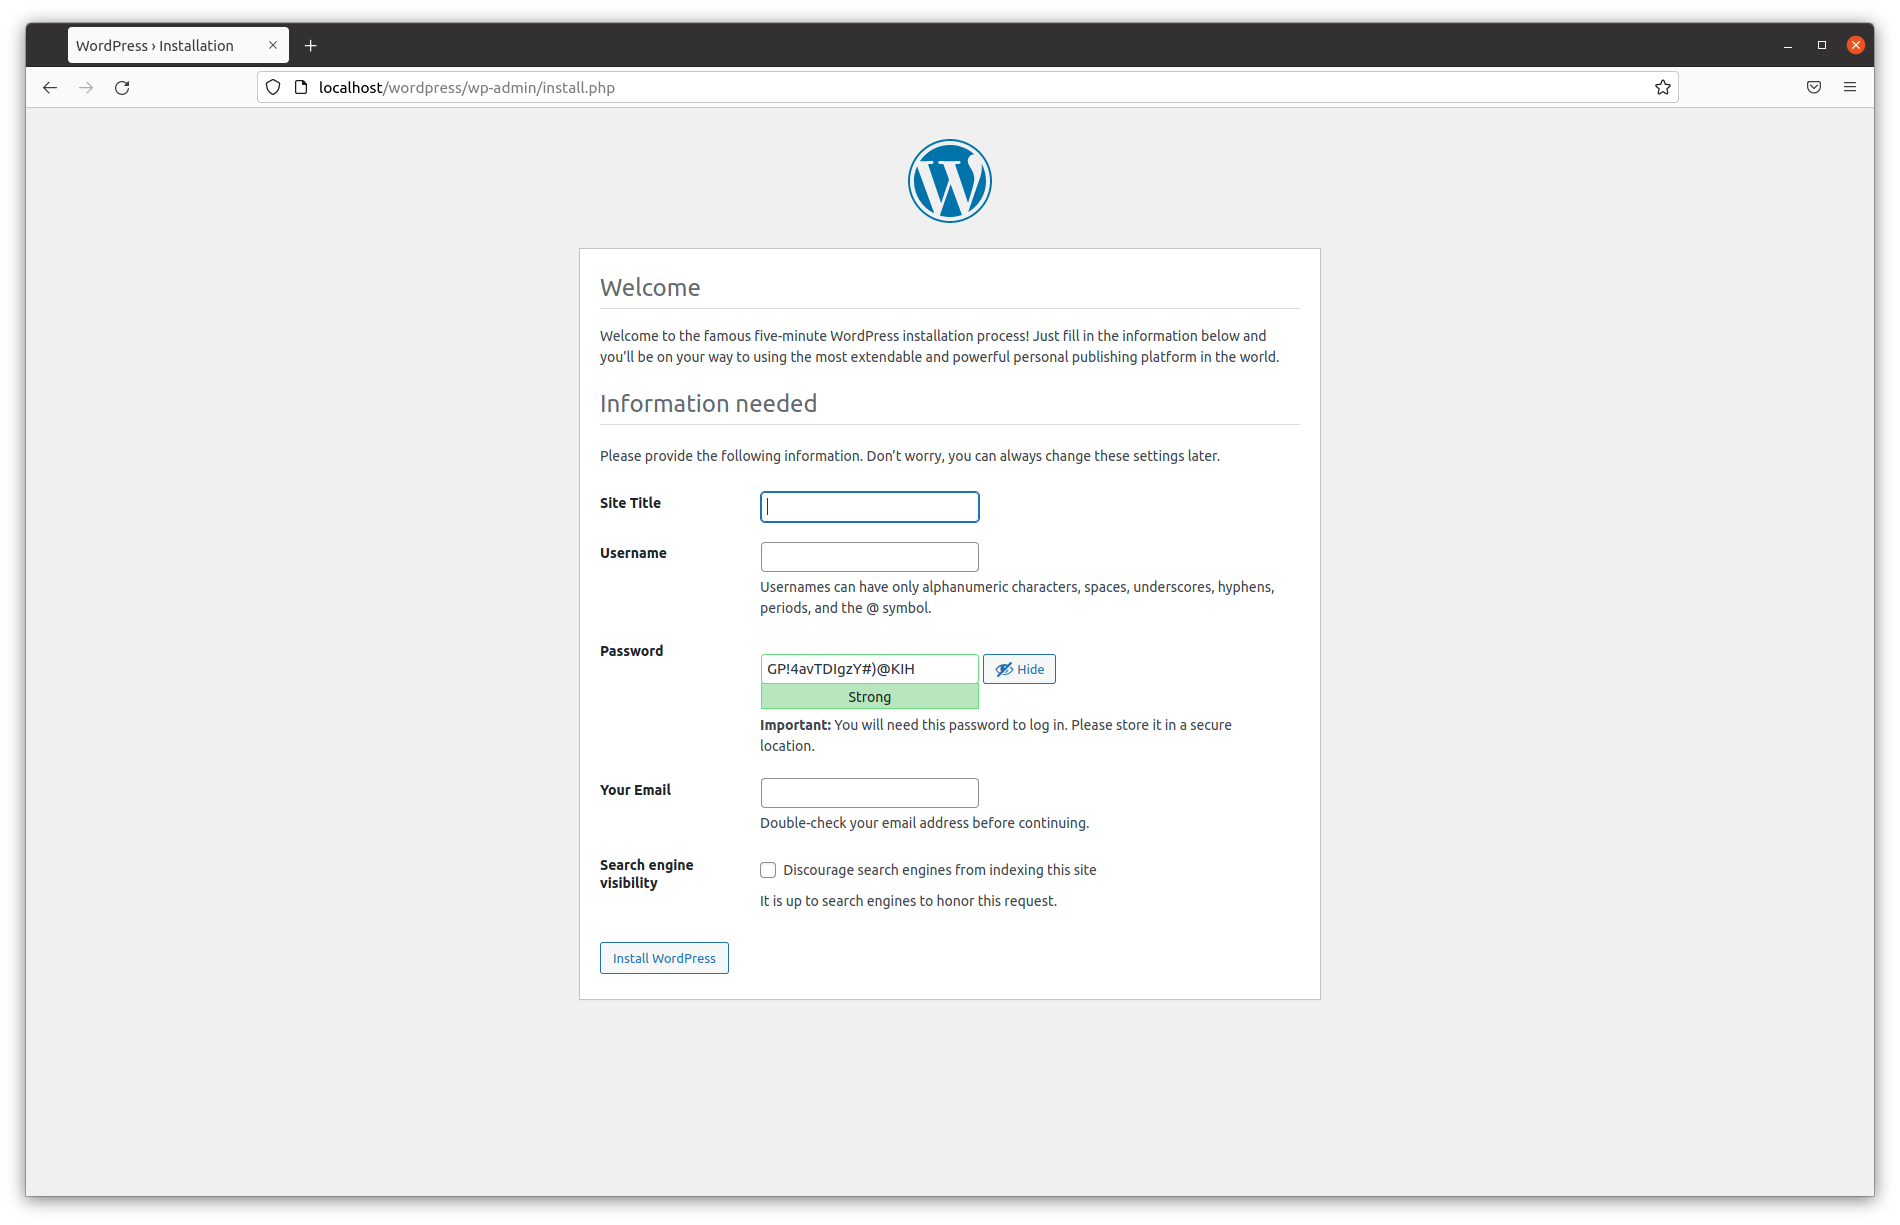 WordPress › Installation
localhost/wordpress/wp-admin/install.php
Welcome
Welcome to the famous five-minute WordPress installation process! Just fill in the information below and
you’ll be on your way to using the most extendable and powerful personal publishing platform in the world.
Information needed
Please provide the following information. Don’t worry, you can always change these settings later.
Site Title
Username
Usernames can have only alphanumeric characters, spaces, underscores, hyphens,
periods, and the @ symbol.
Password
GP!4avTDIgzY#)@KIH
Hide
Strong
Important: You will need this password to log in. Please store it in a secure
location.
Your Email
Double-check your email address before continuing.
Search engine
visibility
Discourage search engines from indexing this site
It is up to search engines to honor this request.
Install WordPress